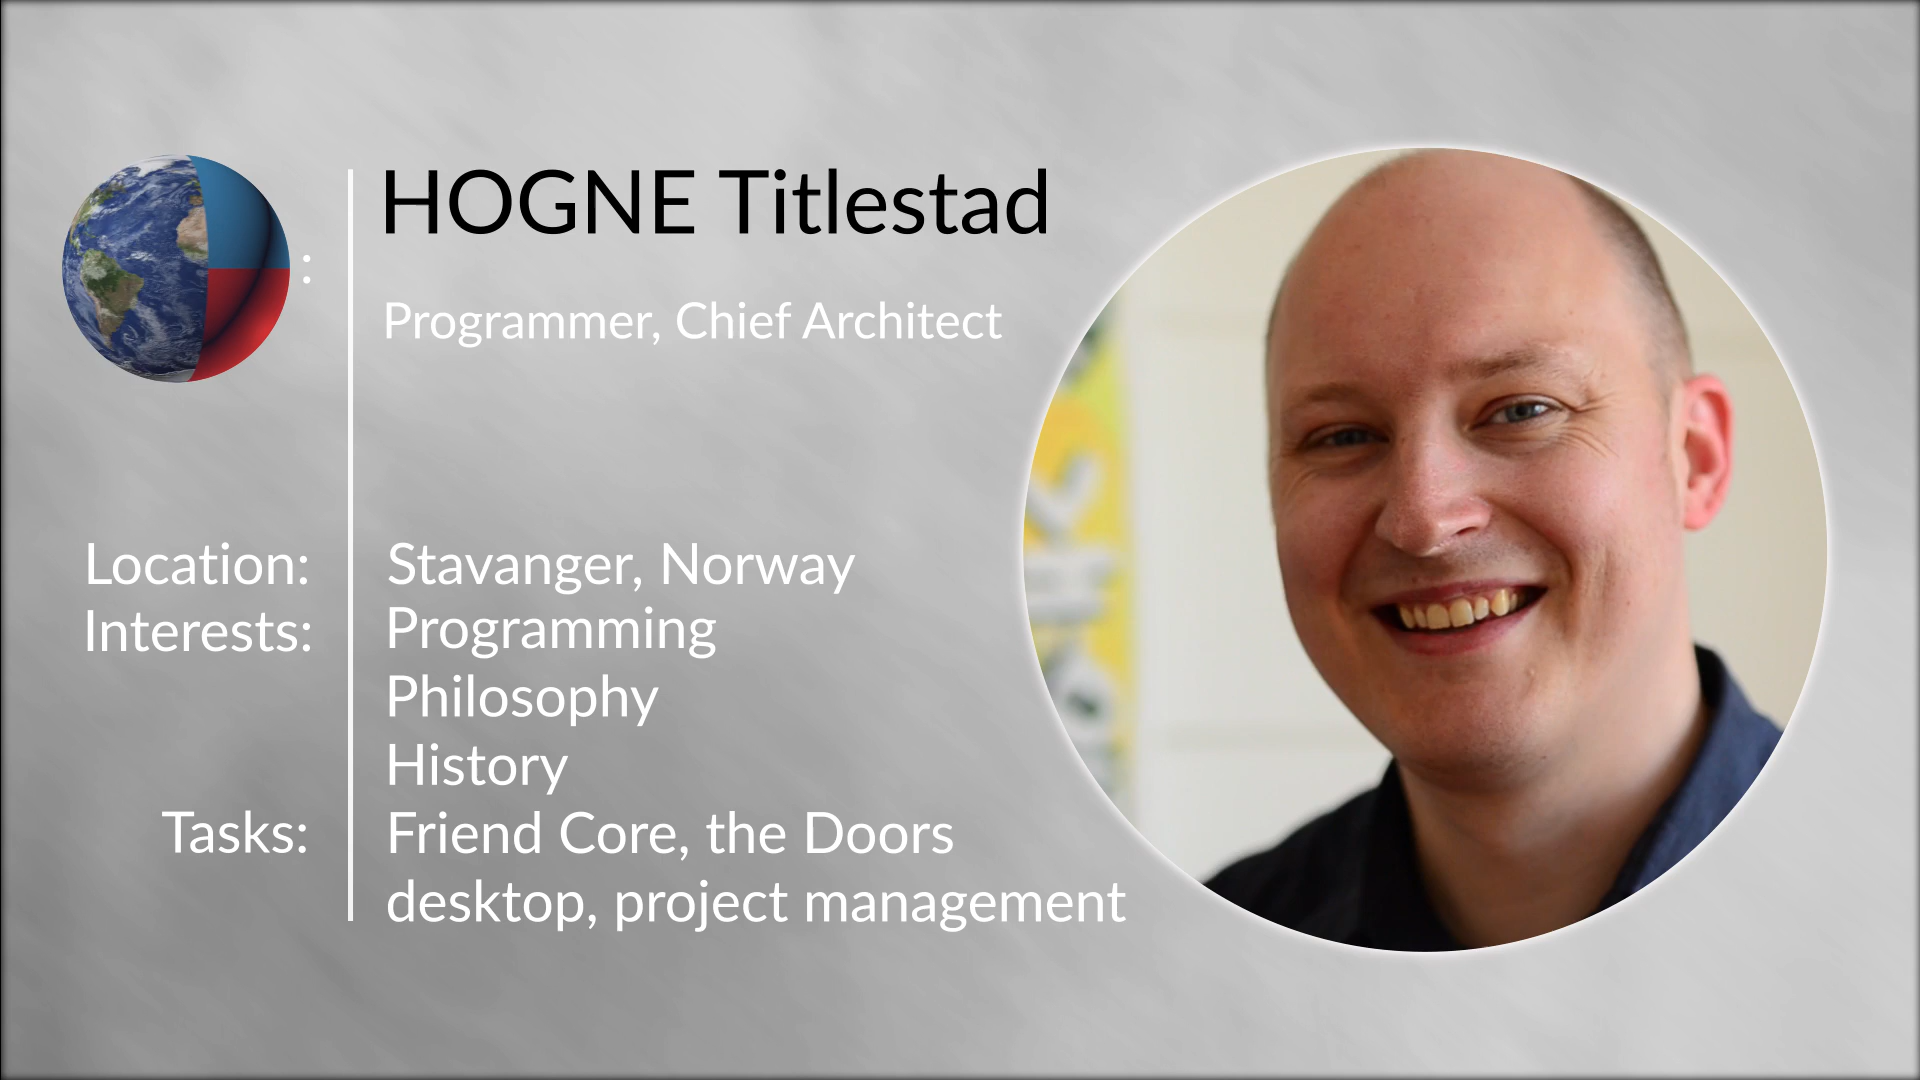 HOGNE Titlestad
:
Programmer, Chief Architect
Location: Stavanger, Norway
Interests: Programming
Philosophy
History
Tasks: Friend Core, the Doors
desktop, project management